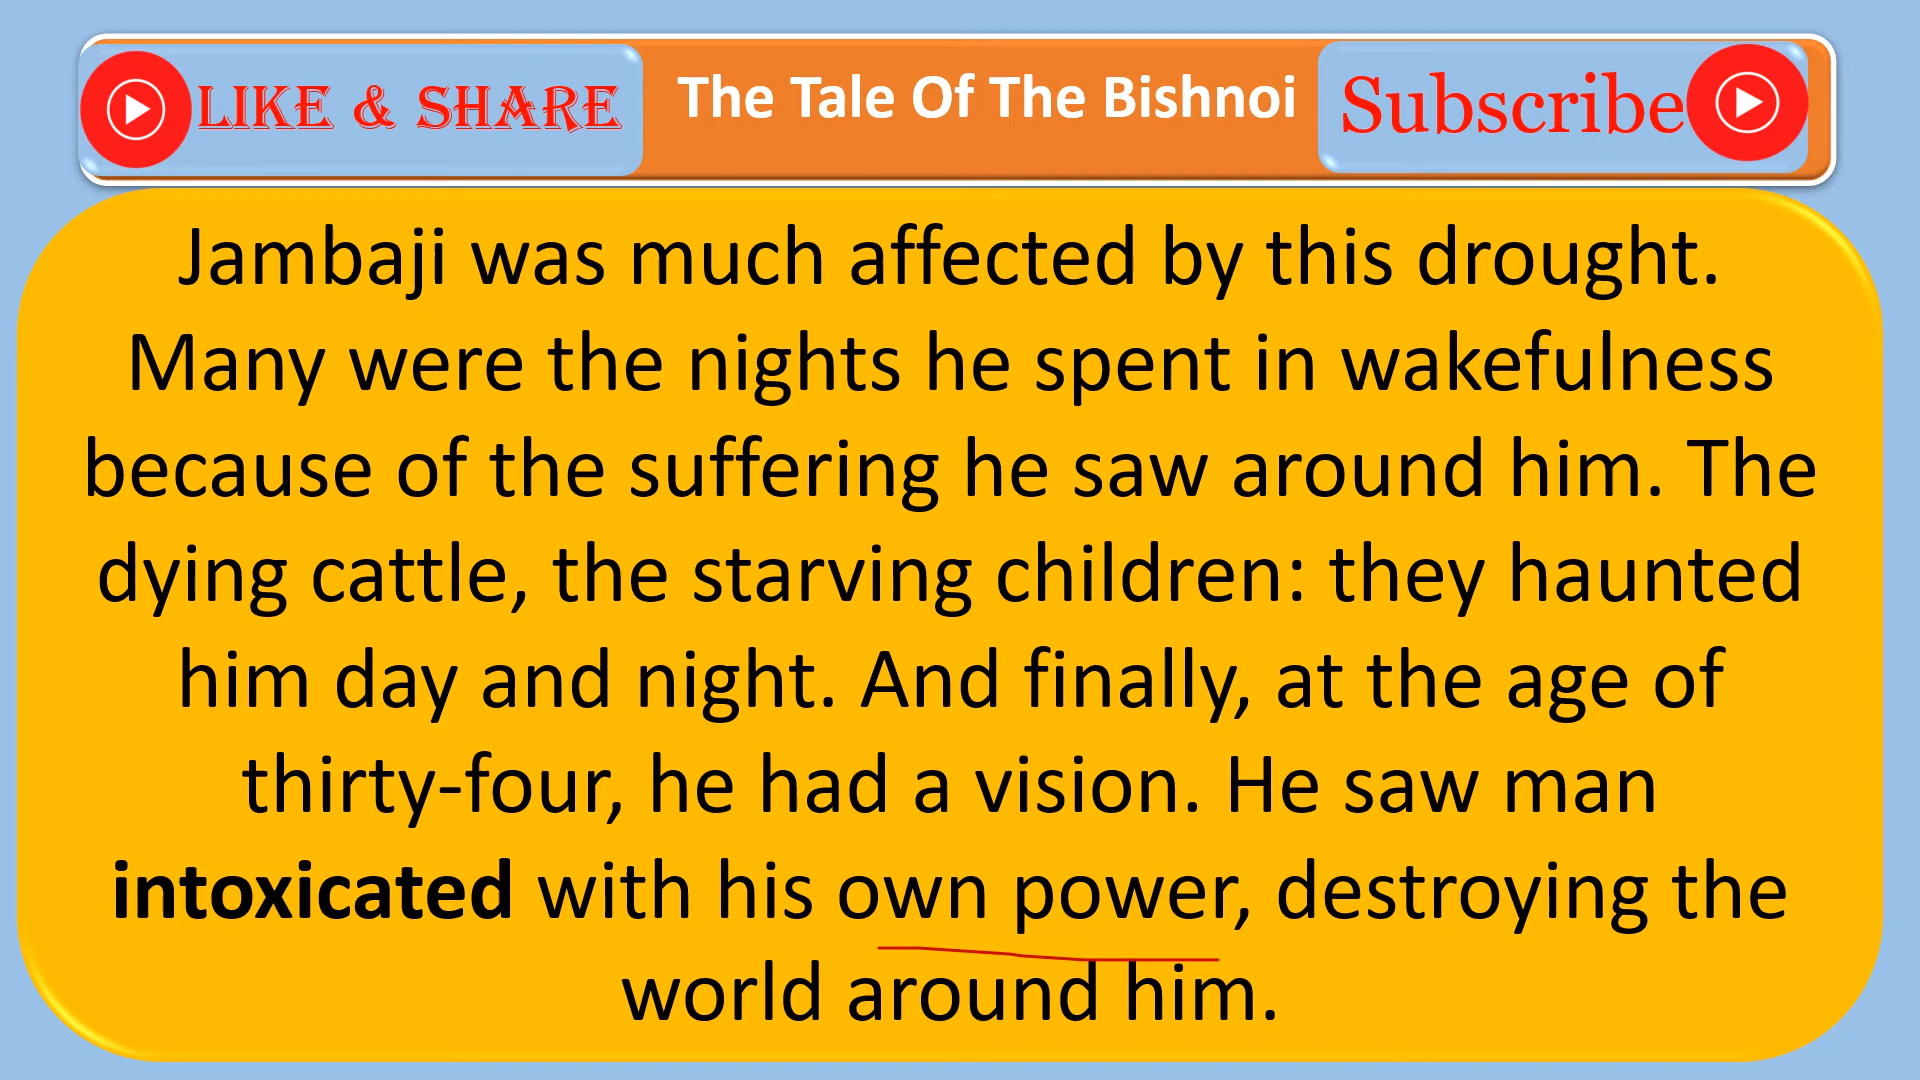 LIKE & SHARE The Tale Of The Bishnoi Subscribe
Jambaji was much affected by this drought.
Many were the nights he spent in wakefulness
because of the suffering he saw around him. The
dying cattle, the starving children: they haunted
him day and night. And finally, at the age of
thirty-four, he had a vision. He saw man
intoxicated with his own power, destroying the
world around him.